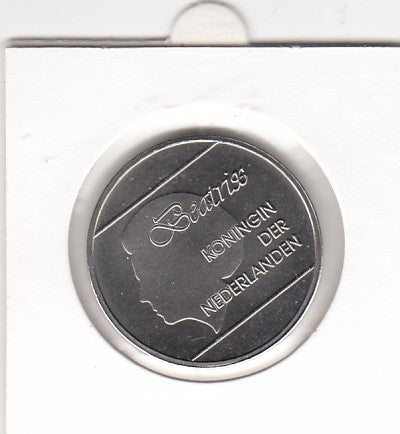 Beatrix
KONINGIN
DER
NEDERLANDEN